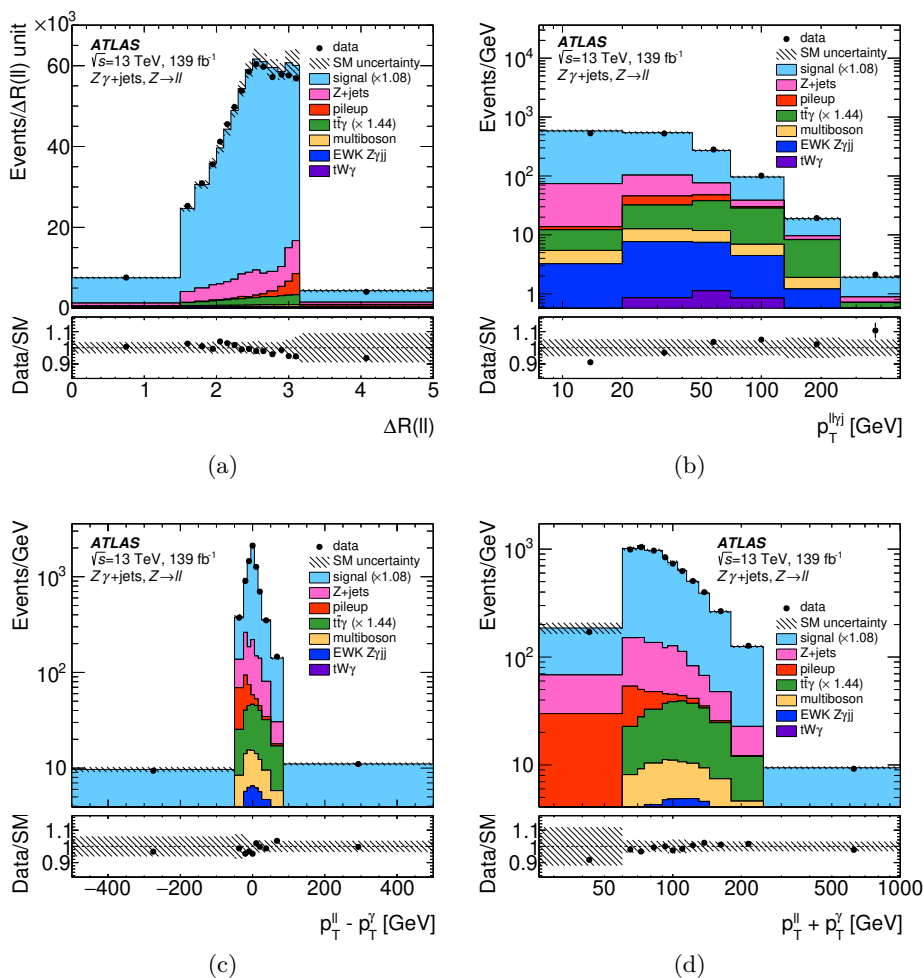 ×10³
Events/ΔR(ll) unit
60
40
20
0
ATLAS
√s=13 TeV, 139 fb⁻¹
Zγ+jets, Z→ll
data
SM uncertainty
signal (×1.08)
Z+jets
pileup
tt̄γ (× 1.44)
multiboson
EWK Zγjj
tWγ
Data/SM
1.1
1
0.9
0 1 2 3 4 5
ΔR(ll)
(a)
Events/GeV
10⁴
10³
10²
10
1
ATLAS
√s=13 TeV, 139 fb⁻¹
Zγ+jets, Z→ll
data
SM uncertainty
signal (×1.08)
Z+jets
pileup
tt̄γ (× 1.44)
multiboson
EWK Zγjj
tWγ
Data/SM
1.1
1
0.9
10 20 100 200
p_T^llγj [GeV]
(b)
Events/GeV
10³
10²
10
ATLAS
√s=13 TeV, 139 fb⁻¹
Zγ+jets, Z→ll
data
SM uncertainty
signal (×1.08)
Z+jets
pileup
tt̄γ (× 1.44)
multiboson
EWK Zγjj
tWγ
Data/SM
1.1
1
0.9
−400 −200 0 200 400
p_T^ll - p_T^γ [GeV]
(c)
Events/GeV
10³
10²
10
ATLAS
√s=13 TeV, 139 fb⁻¹
Zγ+jets, Z→ll
data
SM uncertainty
signal (×1.08)
Z+jets
pileup
tt̄γ (× 1.44)
multiboson
EWK Zγjj
tWγ
Data/SM
1.1
1
0.9
50 100 200 1000
p_T^ll + p_T^γ [GeV]
(d)